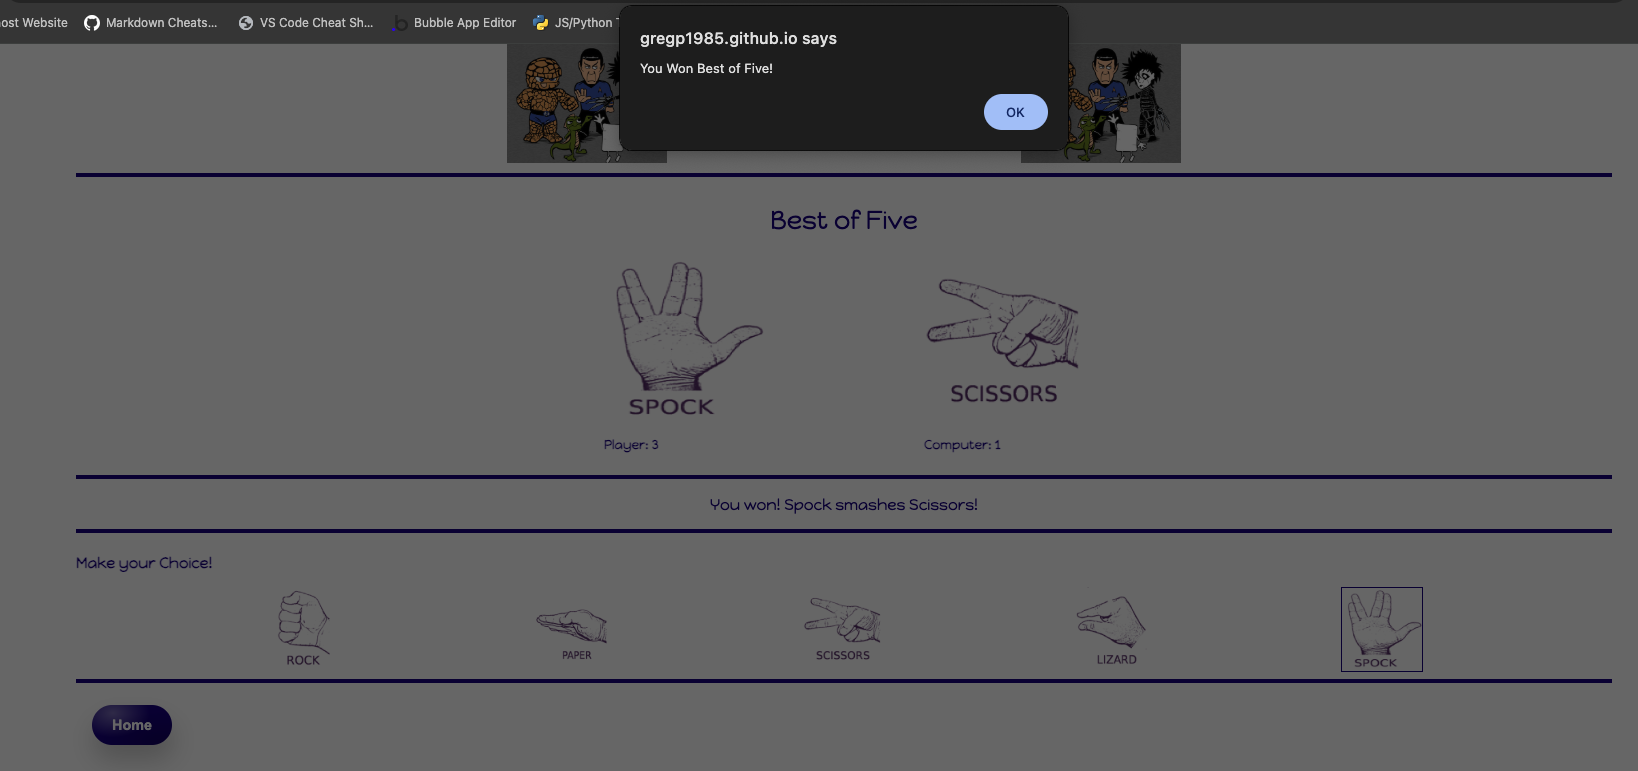 ost Website Markdown Cheats... VS Code Cheat Sh... Bubble App Editor JS/Python
gregp1985.github.io says
You Won Best of Five!
OK
Best of Five
SPOCK SCISSORS
Player: 3 Computer: 1
You won! Spock smashes Scissors!
Make your Choice!
ROCK PAPER SCISSORS LIZARD SPOCK
Home